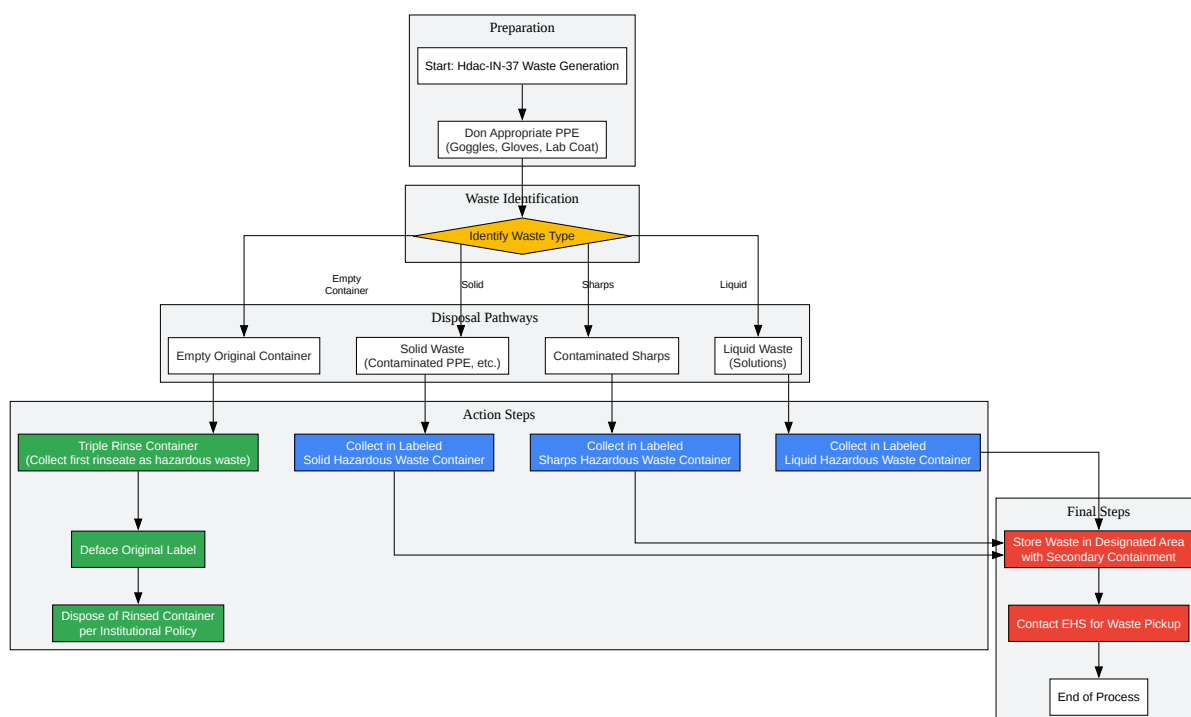 Preparation
Start: Hdac-IN-37 Waste Generation
Don Appropriate PPE
(Goggles, Gloves, Lab Coat)
Waste Identification
Identify Waste Type
Empty
Container
Solid
Sharps
Liquid
Disposal Pathways
Empty Original Container
Solid Waste
(Contaminated PPE, etc.)
Contaminated Sharps
Liquid Waste
(Solutions)
Action Steps
Triple Rinse Container
(Collect first rinseate as hazardous waste)
Collect in Labeled
Solid Hazardous Waste Container
Collect in Labeled
Sharps Hazardous Waste Container
Collect in Labeled
Liquid Hazardous Waste Container
Deface Original Label
Dispose of Rinsed Container
per Institutional Policy
Final Steps
Store Waste in Designated Area
with Secondary Containment
Contact EHS for Waste Pickup
End of Process